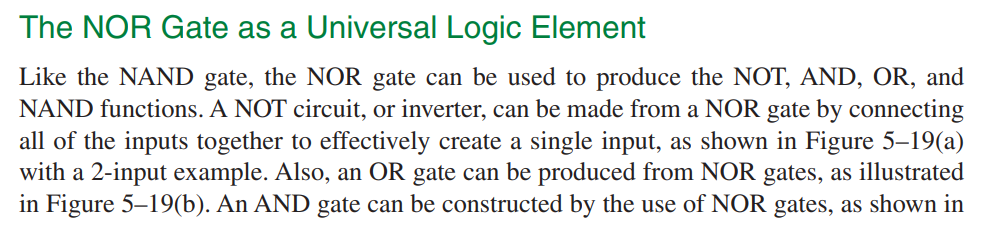 The NOR Gate as a Universal Logic Element
Like the NAND gate, the NOR gate can be used to produce the NOT, AND, OR, and
NAND functions. A NOT circuit, or inverter, can be made from a NOR gate by connecting
all of the inputs together to effectively create a single input, as shown in Figure 5–19(a)
with a 2-input example. Also, an OR gate can be produced from NOR gates, as illustrated
in Figure 5–19(b). An AND gate can be constructed by the use of NOR gates, as shown in